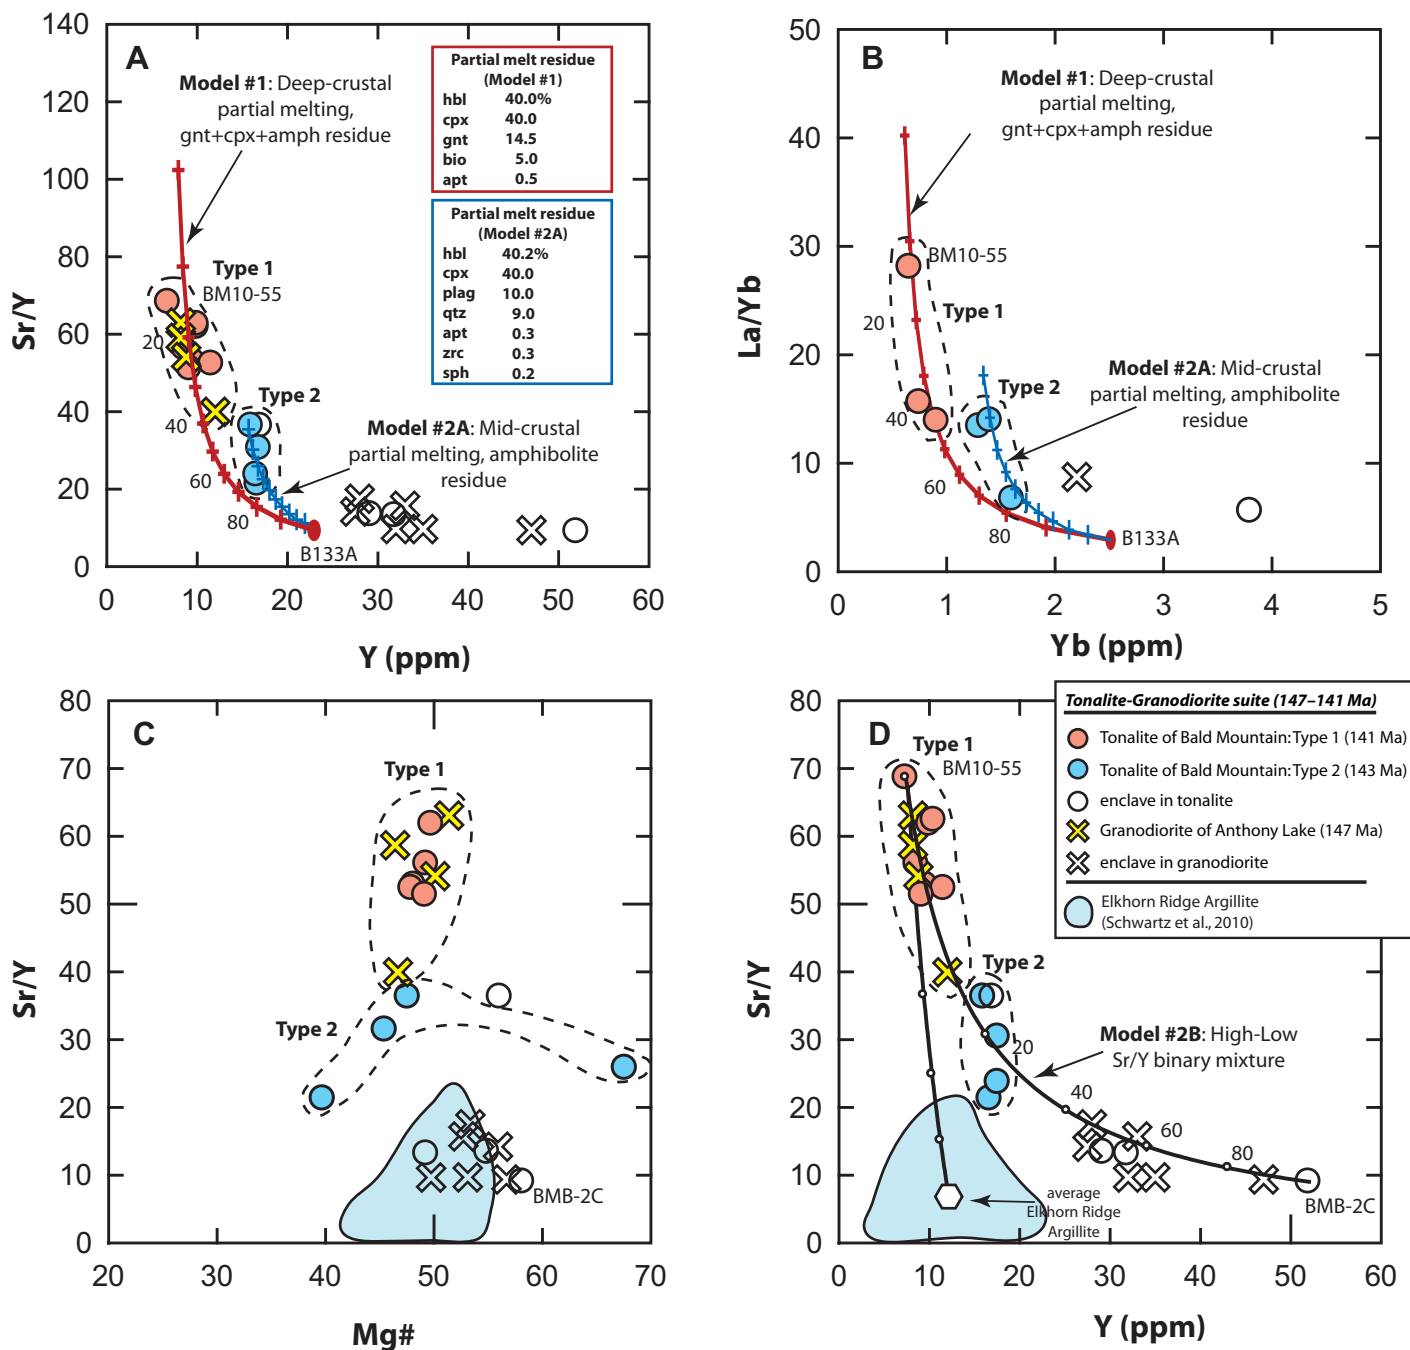 A
Sr/Y
140
120
100
80
60
40
20
0
0
10
20
30
40
50
60
Y (ppm)
Model #1: Deep-crustal
partial melting,
gnt+cpx+amph residue
Partial melt residue
(Model #1)
hbl 40.0%
cpx 40.0
gnt 14.5
bio 5.0
apt 0.5
Partial melt residue
(Model #2A)
hbl 40.2%
cpx 40.0
plag 10.0
qtz 9.0
apt 0.3
zrc 0.3
sph 0.2
Type 1
BM10-55
20
40
60
80
Type 2
Model #2A: Mid-crustal
partial melting, amphibolite
residue
B133A
B
La/Yb
50
40
30
20
10
0
0
1
2
3
4
5
Yb (ppm)
Model #1: Deep-crustal
partial melting,
gnt+cpx+amph residue
BM10-55
Type 1
20
40
60
80
Type 2
Model #2A: Mid-crustal
partial melting, amphibolite
residue
B133A
C
Sr/Y
80
70
60
50
40
30
20
10
0
20
30
40
50
60
70
Mg#
Type 1
Type 2
BMB-2C
D
Sr/Y
80
70
60
50
40
30
20
10
0
0
10
20
30
40
50
60
Y (ppm)
Type 1
BM10-55
Type 2
20
40
60
80
Model #2B: High-Low
Sr/Y binary mixture
average
Elkhorn Ridge
Argillite
BMB-2C
Tonalite-Granodiorite suite (147–141 Ma)
Tonalite of Bald Mountain: Type 1 (141 Ma)
Tonalite of Bald Mountain: Type 2 (143 Ma)
enclave in tonalite
Granodiorite of Anthony Lake (147 Ma)
enclave in granodiorite
Elkhorn Ridge Argillite
(Schwartz et al., 2010)